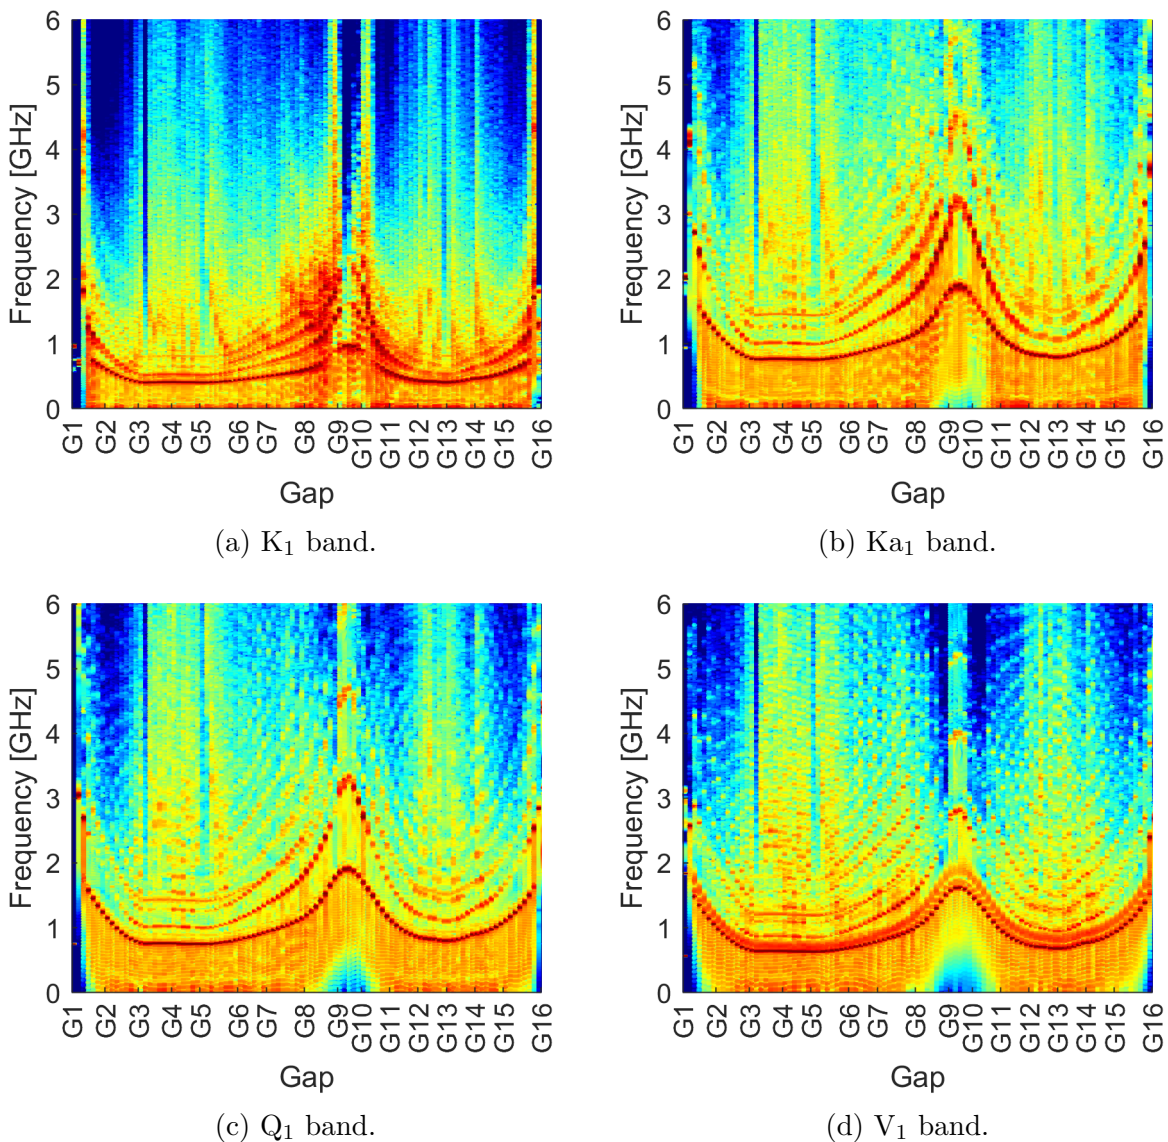 6
5
4
3
2
1
0
Frequency [GHz]
G1
G2
G3
G4
G5
G6
G7
G8
G9
G10
G11
G12
G13
G14
G15
G16
Gap
(a) K₁ band.
6
5
4
3
2
1
0
Frequency [GHz]
G1
G2
G3
G4
G5
G6
G7
G8
G9
G10
G11
G12
G13
G14
G15
G16
Gap
(b) Ka₁ band.
6
5
4
3
2
1
0
Frequency [GHz]
G1
G2
G3
G4
G5
G6
G7
G8
G9
G10
G11
G12
G13
G14
G15
G16
Gap
(c) Q₁ band.
6
5
4
3
2
1
0
Frequency [GHz]
G1
G2
G3
G4
G5
G6
G7
G8
G9
G10
G11
G12
G13
G14
G15
G16
Gap
(d) V₁ band.